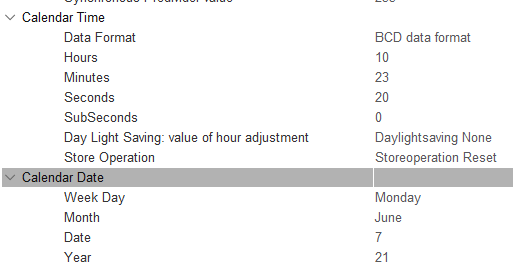 Calendar Time
Data Format BCD data format
Hours 10
Minutes 23
Seconds 20
SubSeconds 0
Day Light Saving: value of hour adjustment Daylightsaving None
Store Operation Storeoperation Reset
Calendar Date
Week Day Monday
Month June
Date 7
Year 21